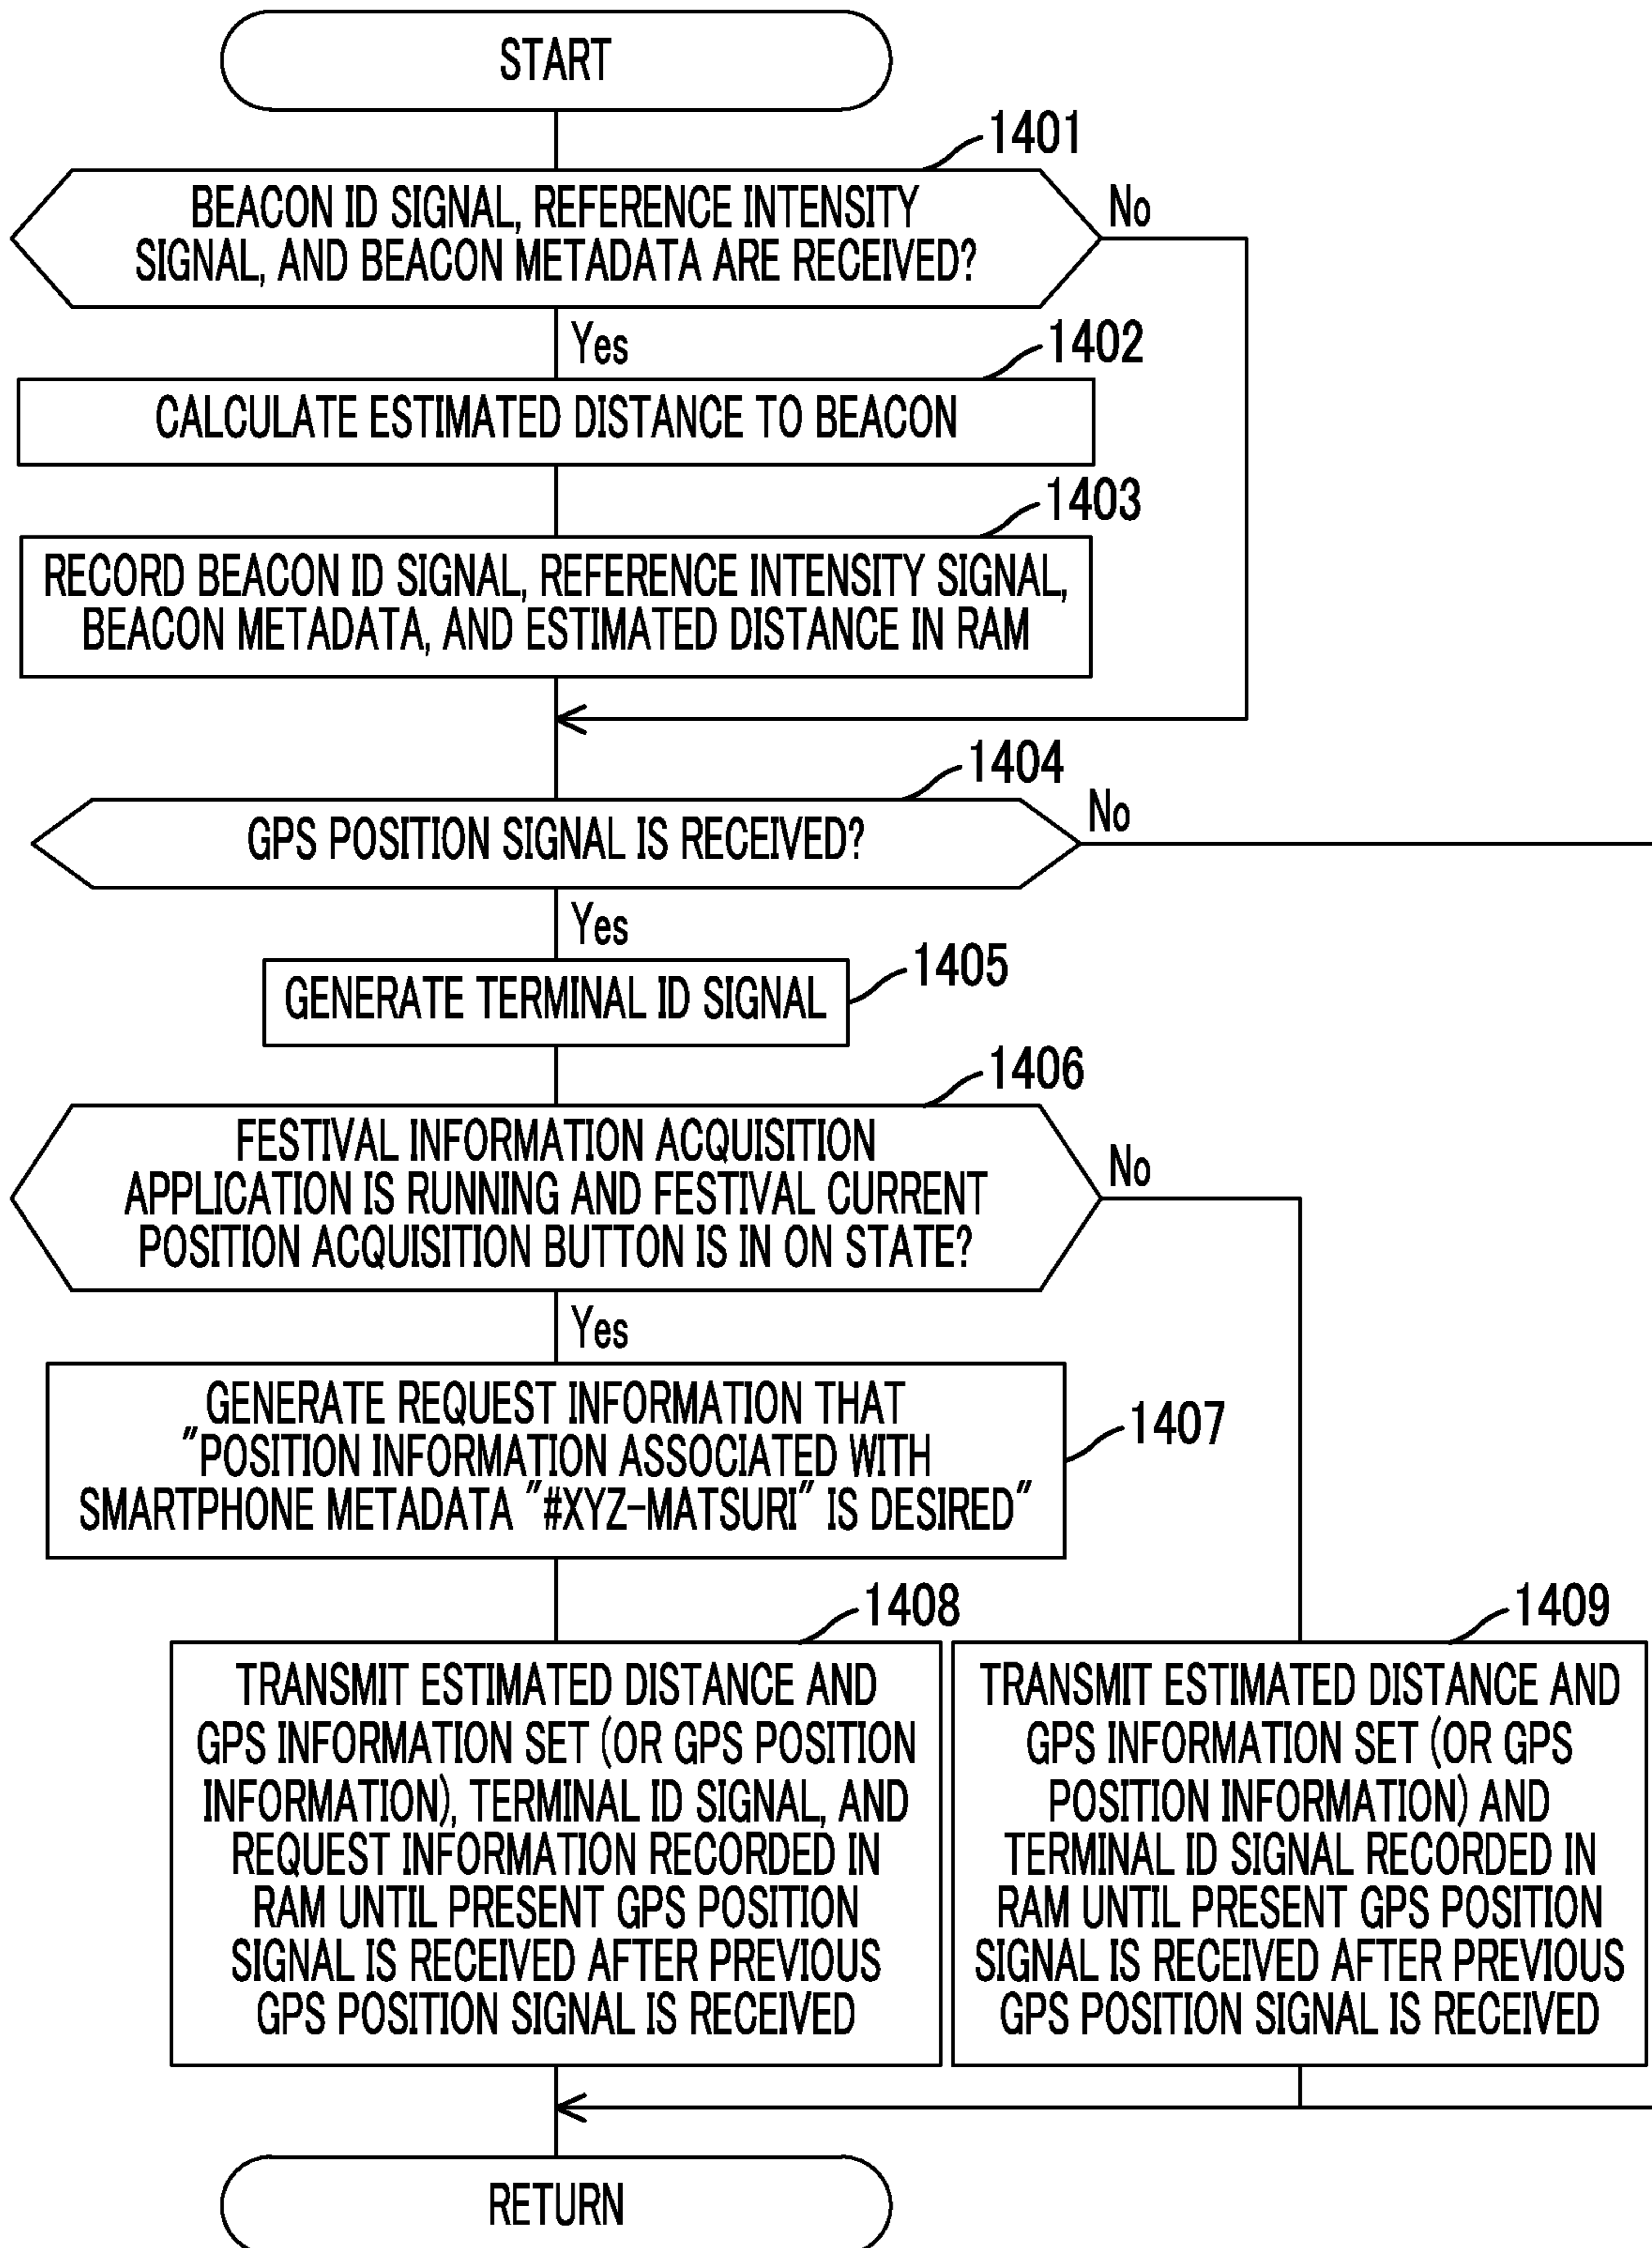 START
1401
BEACON ID SIGNAL, REFERENCE INTENSITY
SIGNAL, AND BEACON METADATA ARE RECEIVED?
No
Yes
1402
CALCULATE ESTIMATED DISTANCE TO BEACON
1403
RECORD BEACON ID SIGNAL, REFERENCE INTENSITY SIGNAL,
BEACON METADATA, AND ESTIMATED DISTANCE IN RAM
1404
GPS POSITION SIGNAL IS RECEIVED?
No
Yes
1405
GENERATE TERMINAL ID SIGNAL
1406
FESTIVAL INFORMATION ACQUISITION
APPLICATION IS RUNNING AND FESTIVAL CURRENT
POSITION ACQUISITION BUTTON IS IN ON STATE?
No
Yes
GENERATE REQUEST INFORMATION THAT
"POSITION INFORMATION ASSOCIATED WITH
SMARTPHONE METADATA "#XYZ-MATSURI" IS DESIRED"
1407
1408
TRANSMIT ESTIMATED DISTANCE AND
GPS INFORMATION SET (OR GPS POSITION
INFORMATION), TERMINAL ID SIGNAL, AND
REQUEST INFORMATION RECORDED IN
RAM UNTIL PRESENT GPS POSITION
SIGNAL IS RECEIVED AFTER PREVIOUS
GPS POSITION SIGNAL IS RECEIVED
1409
TRANSMIT ESTIMATED DISTANCE AND
GPS INFORMATION SET (OR GPS
POSITION INFORMATION) AND
TERMINAL ID SIGNAL RECORDED IN
RAM UNTIL PRESENT GPS POSITION
SIGNAL IS RECEIVED AFTER PREVIOUS
GPS POSITION SIGNAL IS RECEIVED
RETURN